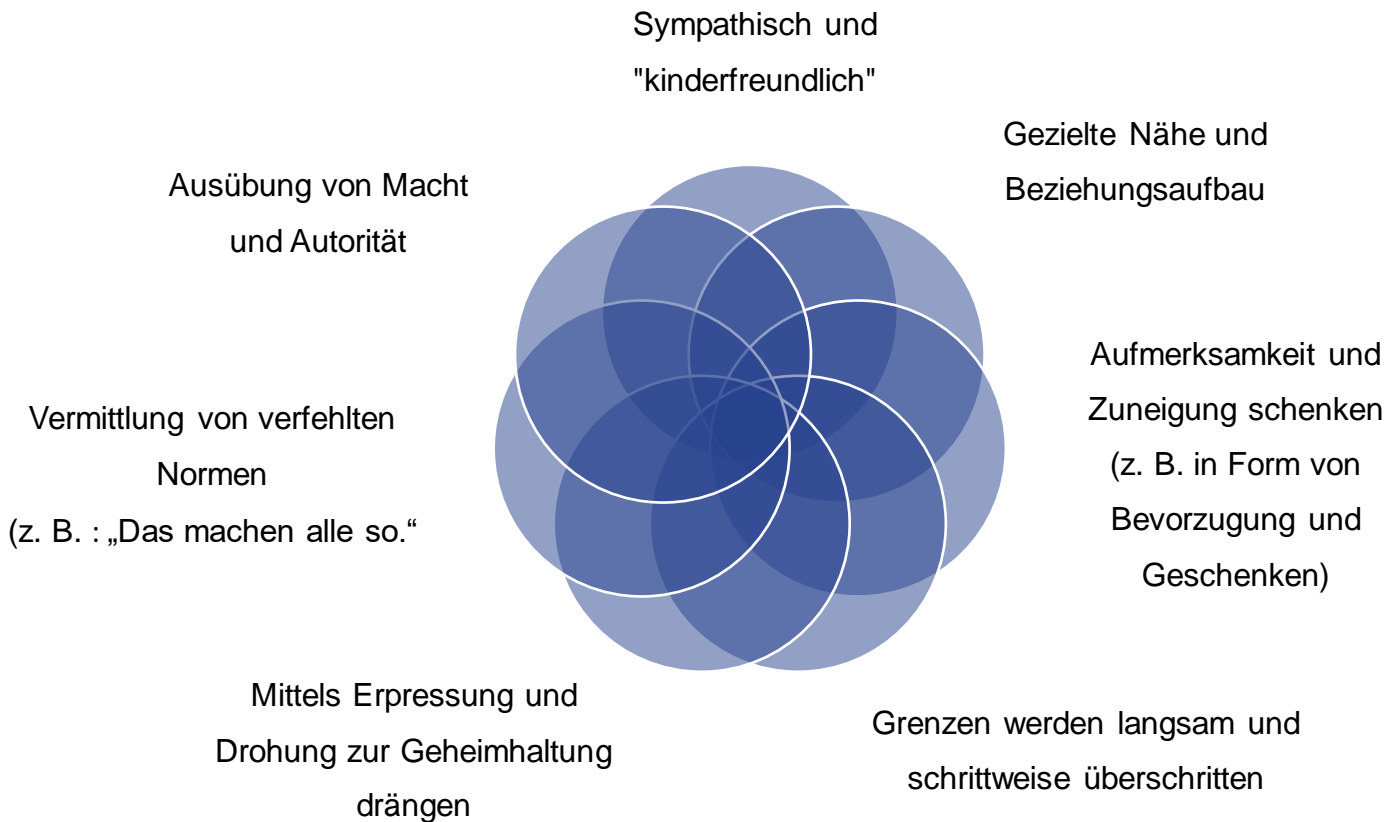 Sympathisch und
"kinderfreundlich"
Gezielte Nähe und
Beziehungsaufbau
Aufmerksamkeit und
Zuneigung schenken
(z. B. in Form von
Bevorzugung und
Geschenken)
Grenzen werden langsam und
schrittweise überschritten
Mittels Erpressung und
Drohung zur Geheimhaltung
drängen
Vermittlung von verfehlten
Normen
(z. B. : „Das machen alle so.“
Ausübung von Macht
und Autorität